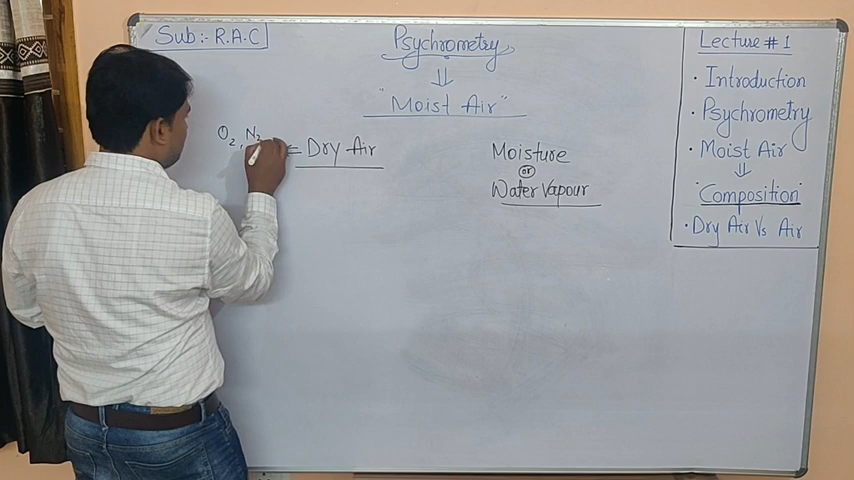 Sub:- R.A.C
Psychrometry
⇓
"Moist Air"
O₂, N₂
⇐ Dry Air
Moisture
or
Water Vapour
Lecture # 1
· Introduction
· Psychrometry
· Moist Air
⇓
"Composition"
· Dry Air Vs Air